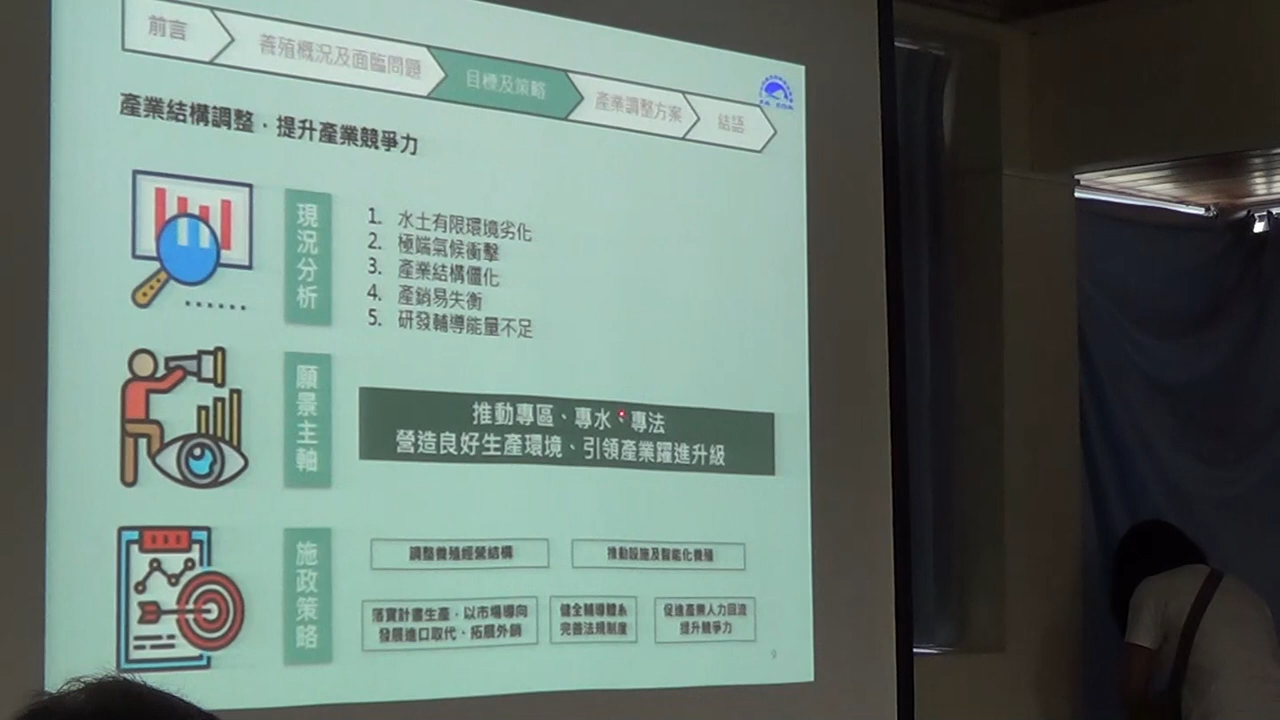 前言
養殖概況及面臨問題
目標及策略
產業調整方案
結語
產業結構調整，提升產業競爭力
現況分析
1. 水土有限環境劣化
2. 極端氣候衝擊
3. 產業結構僵化
4. 產銷易失衡
5. 研發輔導能量不足
願景主軸
推動專區、專水、專法
營造良好生產環境、引領產業躍進升級
施政策略
調整養殖經營結構
推動設施及智能化養殖
落實計畫生產，以市場導向
發展進口取代、拓展外銷
健全輔導體系
完善法規制度
促進產業人力回流
提升競爭力
9